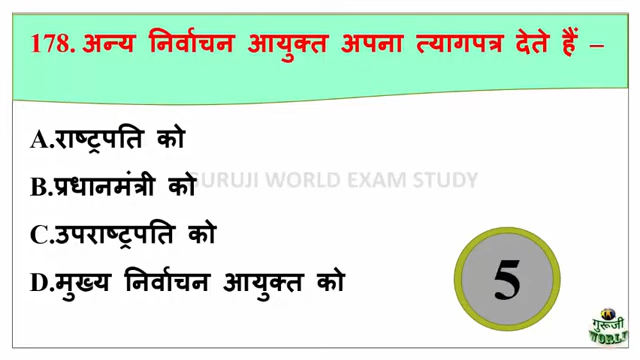 178. अन्य निर्वाचन आयुक्त अपना त्यागपत्र देते हैं –
A.राष्ट्रपति को
B.प्रधानमंत्री को
GURUJI WORLD EXAM STUDY
C.उपराष्ट्रपति को
D.मुख्य निर्वाचन आयुक्त को
5
गुरूजी
WORLD